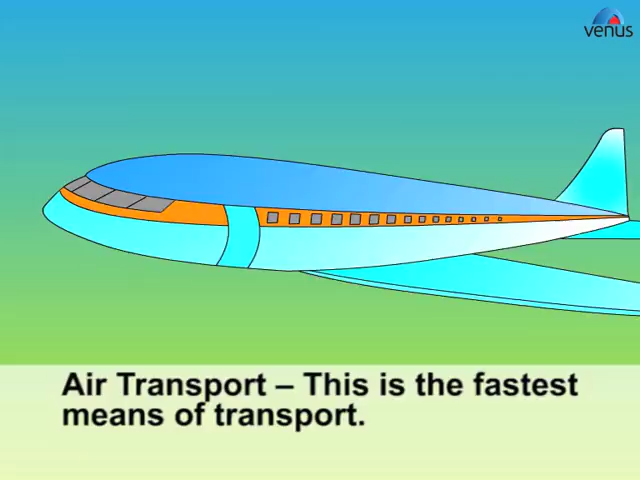 venus
Air Transport – This is the fastest
means of transport.